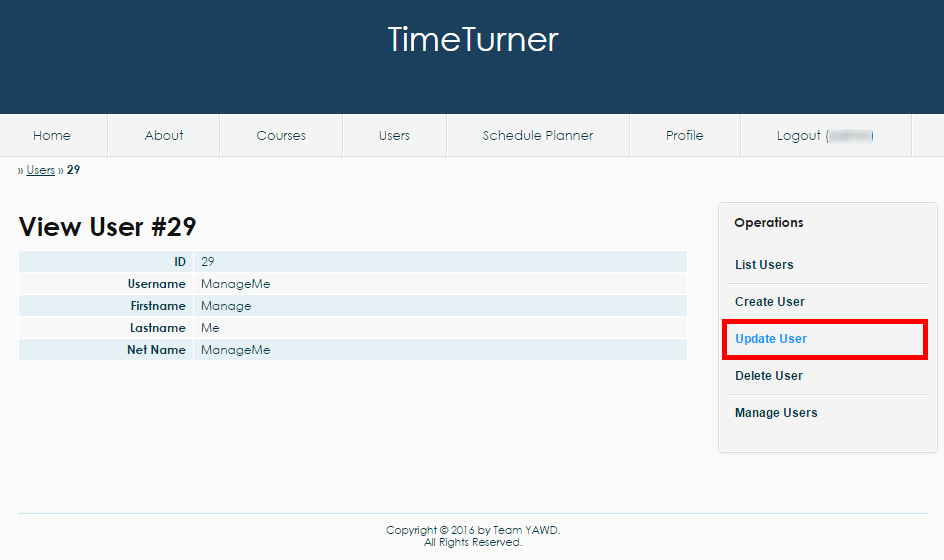 TimeTurner
Home About Courses Users Schedule Planner Profile Logout (
» Users » 29
View User #29
ID 29
Username ManageMe
Firstname Manage
Lastname Me
Net Name ManageMe
Operations
List Users
Create User
Update User
Delete User
Manage Users
Copyright © 2016 by Team YAWD.
All Rights Reserved.